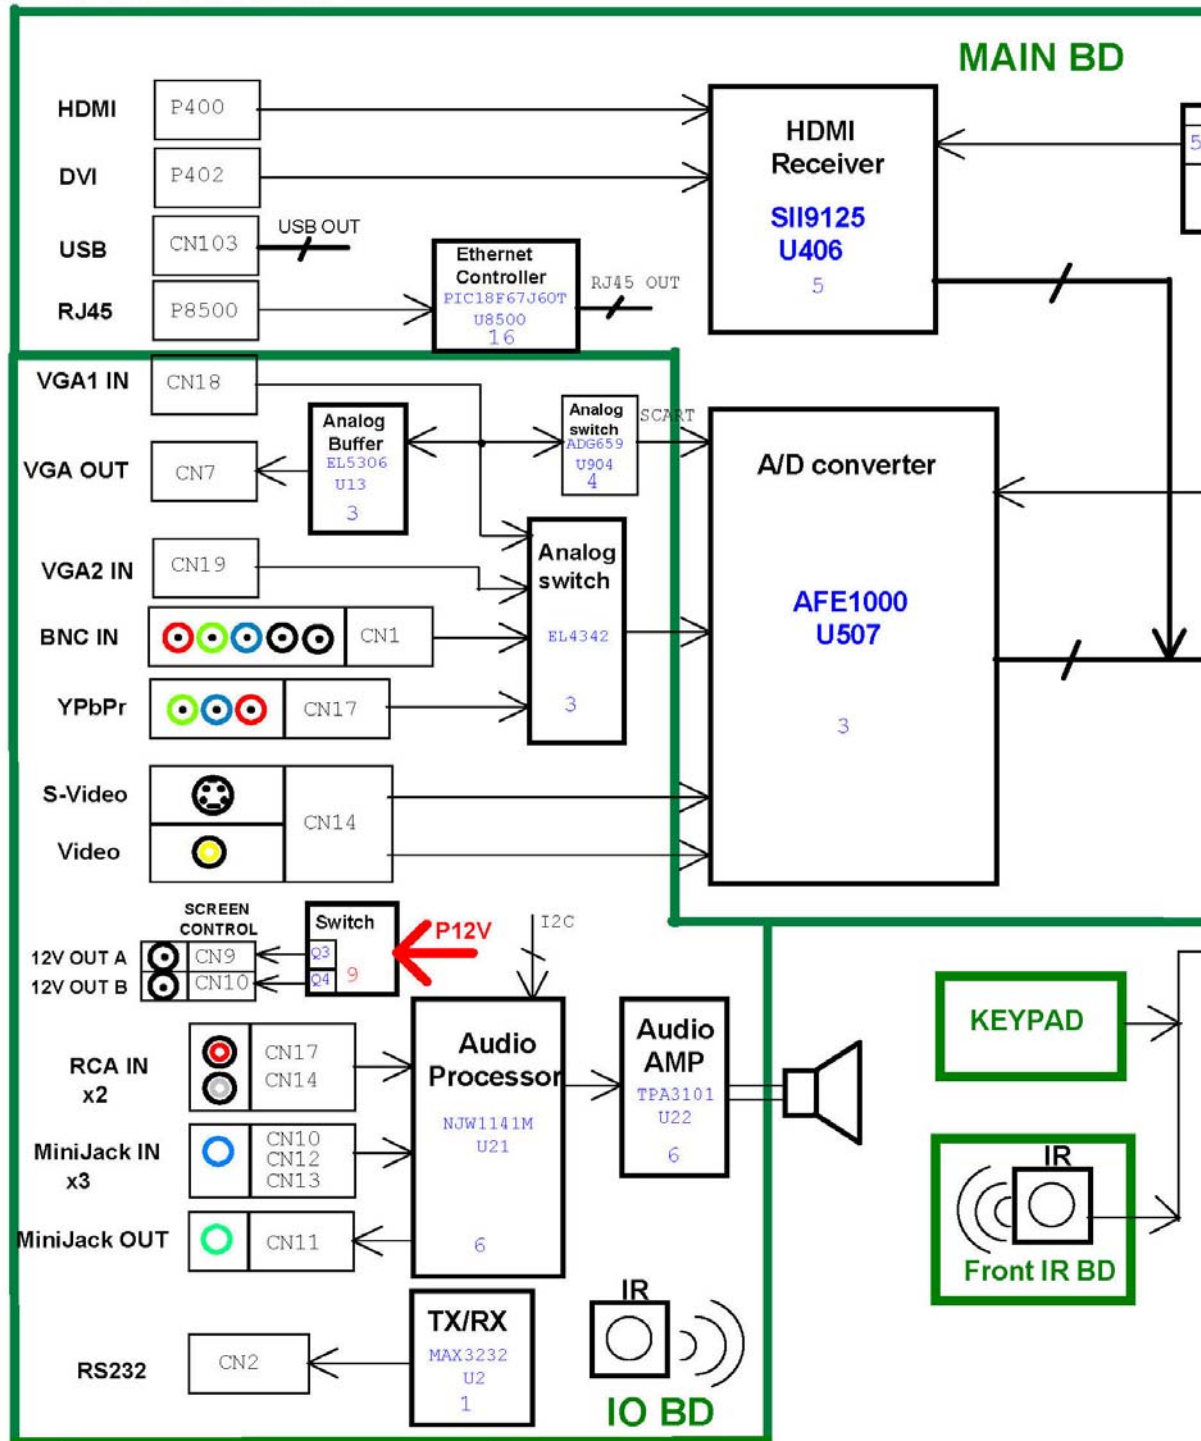 MAIN BD
HDMI
P400
HDMI
Receiver
SII9125
U406
5
5
DVI
P402
USB
CN103
USB OUT
Ethernet
Controller
PIC18F67J60T
U8500
16
RJ45 OUT
RJ45
P8500
VGA1 IN
CN18
Analog
Buffer
EL5306
U13
3
Analog
switch
ADG659
U904
4
SCART
A/D converter
AFE1000
U507
3
VGA OUT
CN7
Analog
switch
EL4342
3
VGA2 IN
CN19
BNC IN
CN1
YPbPr
CN17
S-Video
CN14
Video
SCREEN
CONTROL
Switch
Q3
Q4
9
P12V
I2C
12V OUT A
CN9
12V OUT B
CN10
Audio
Processor
NJW1141M
U21
6
Audio
AMP
TPA3101
U22
6
KEYPAD
RCA IN
x2
CN17
CN14
MiniJack IN
x3
CN10
CN12
CN13
IR
Front IR BD
MiniJack OUT
CN11
TX/RX
MAX3232
U2
1
IR
RS232
CN2
IO BD